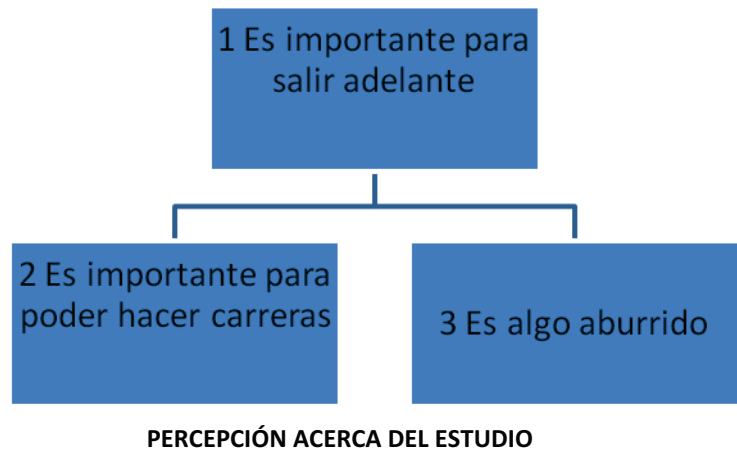 1 Es importante para
salir adelante
2 Es importante para
poder hacer carreras
3 Es algo aburrido
PERCEPCIÓN ACERCA DEL ESTUDIO